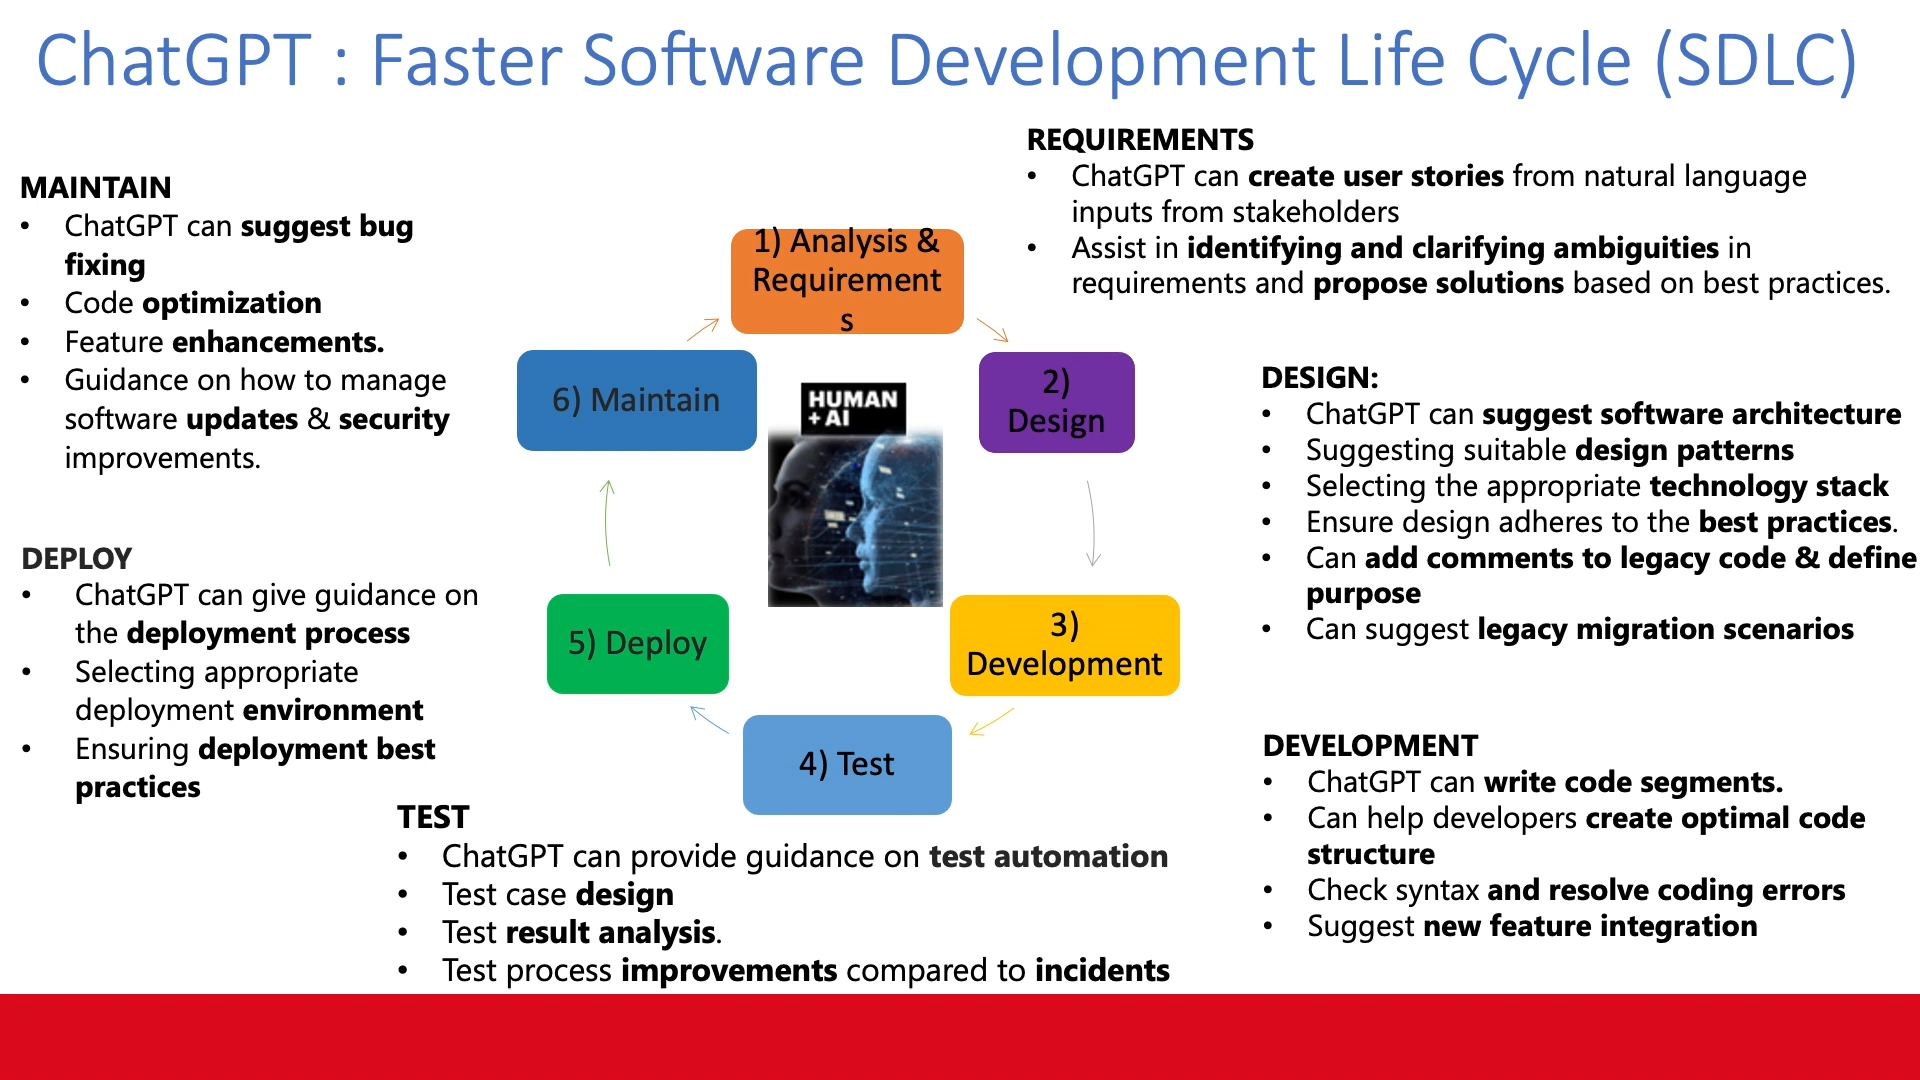 ChatGPT : Faster Software Development Life Cycle (SDLC)
REQUIREMENTS
• ChatGPT can create user stories from natural language
inputs from stakeholders
• Assist in identifying and clarifying ambiguities in
requirements and propose solutions based on best practices.
MAINTAIN
• ChatGPT can suggest bug
fixing
• Code optimization
• Feature enhancements.
• Guidance on how to manage
software updates & security
improvements.
1) Analysis &
Requirement
s
6) Maintain
2)
Design
HUMAN
+ AI
5) Deploy
3)
Development
4) Test
DESIGN:
• ChatGPT can suggest software architecture
• Suggesting suitable design patterns
• Selecting the appropriate technology stack
• Ensure design adheres to the best practices.
• Can add comments to legacy code & define
purpose
• Can suggest legacy migration scenarios
DEPLOY
• ChatGPT can give guidance on
the deployment process
• Selecting appropriate
deployment environment
• Ensuring deployment best
practices
DEVELOPMENT
• ChatGPT can write code segments.
• Can help developers create optimal code
structure
• Check syntax and resolve coding errors
• Suggest new feature integration
TEST
• ChatGPT can provide guidance on test automation
• Test case design
• Test result analysis.
• Test process improvements compared to incidents